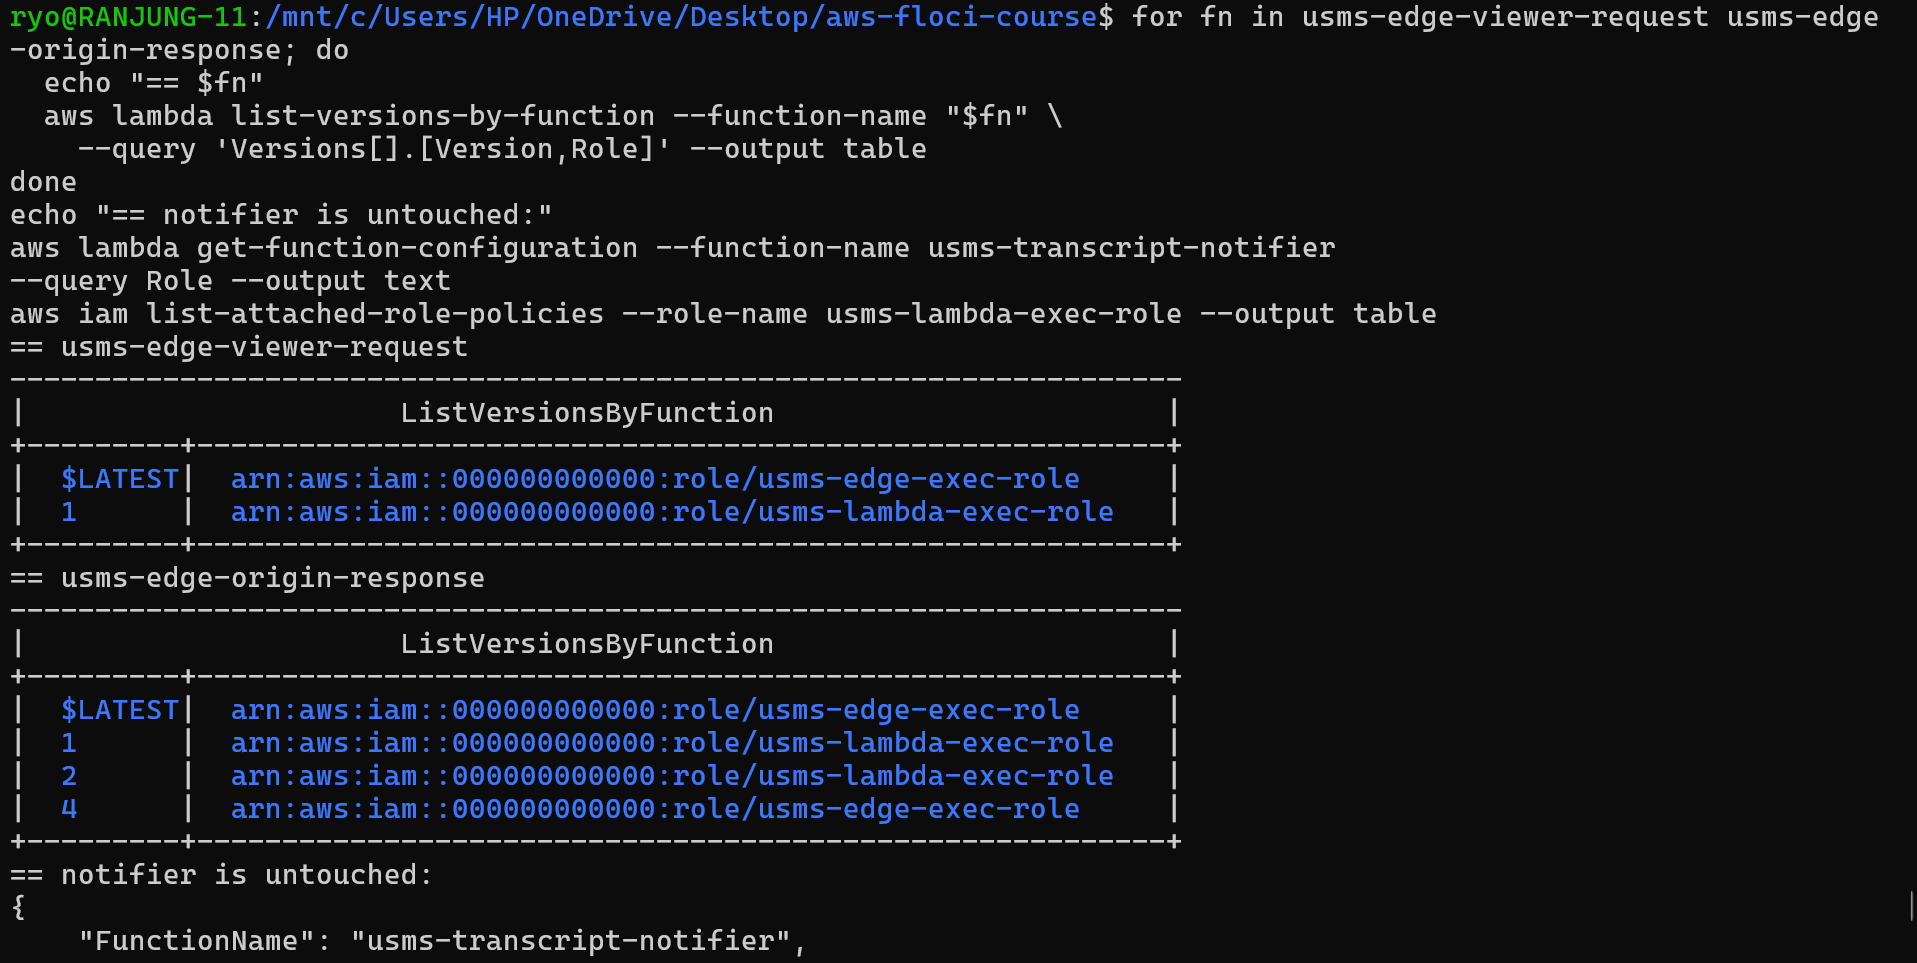 ryo@RANJUNG-11:/mnt/c/Users/HP/OneDrive/Desktop/aws-floci-course$ for fn in usms-edge-viewer-request usms-edge
-origin-response; do
  echo "== $fn"
  aws lambda list-versions-by-function --function-name "$fn" \
    --query 'Versions[].[Version,Role]' --output table
done
echo "== notifier is untouched:"
aws lambda get-function-configuration --function-name usms-transcript-notifier
--query Role --output text
aws iam list-attached-role-policies --role-name usms-lambda-exec-role --output table
== usms-edge-viewer-request
---------------------------------------------------------------------
|                      ListVersionsByFunction                       |
+---------+---------------------------------------------------------+
|  $LATEST|  arn:aws:iam::000000000000:role/usms-edge-exec-role     |
|  1      |  arn:aws:iam::000000000000:role/usms-lambda-exec-role   |
+---------+---------------------------------------------------------+
== usms-edge-origin-response
---------------------------------------------------------------------
|                      ListVersionsByFunction                       |
+---------+---------------------------------------------------------+
|  $LATEST|  arn:aws:iam::000000000000:role/usms-edge-exec-role     |
|  1      |  arn:aws:iam::000000000000:role/usms-lambda-exec-role   |
|  2      |  arn:aws:iam::000000000000:role/usms-lambda-exec-role   |
|  4      |  arn:aws:iam::000000000000:role/usms-edge-exec-role     |
+---------+---------------------------------------------------------+
== notifier is untouched:
{
    "FunctionName": "usms-transcript-notifier",